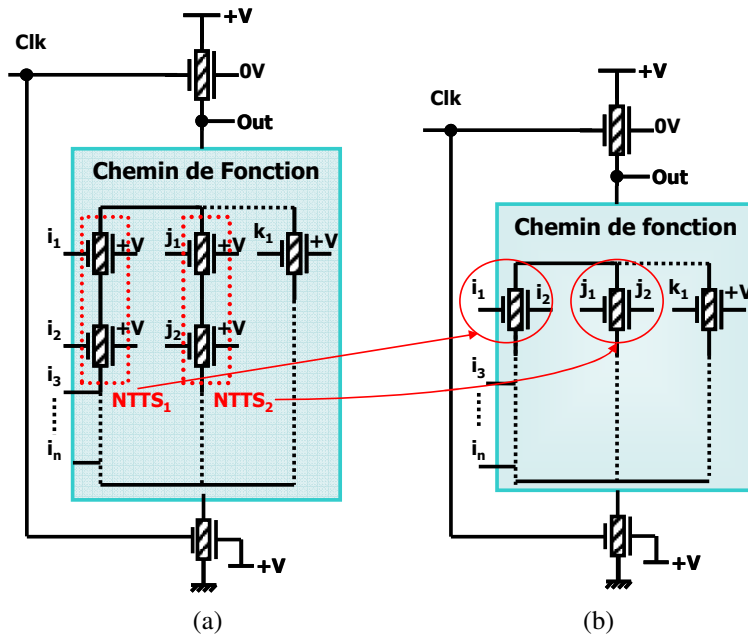 +V
Clk
0V
Out
Chemin de Fonction
i₁
+V
j₁
+V
k₁
+V
i₂
+V
j₂
+V
i₃
NTTS₁
NTTS₂
iₙ
+V
(a)
+V
Clk
0V
Out
Chemin de fonction
i₁
i₂
j₁
j₂
k₁
+V
i₃
iₙ
+V
(b)